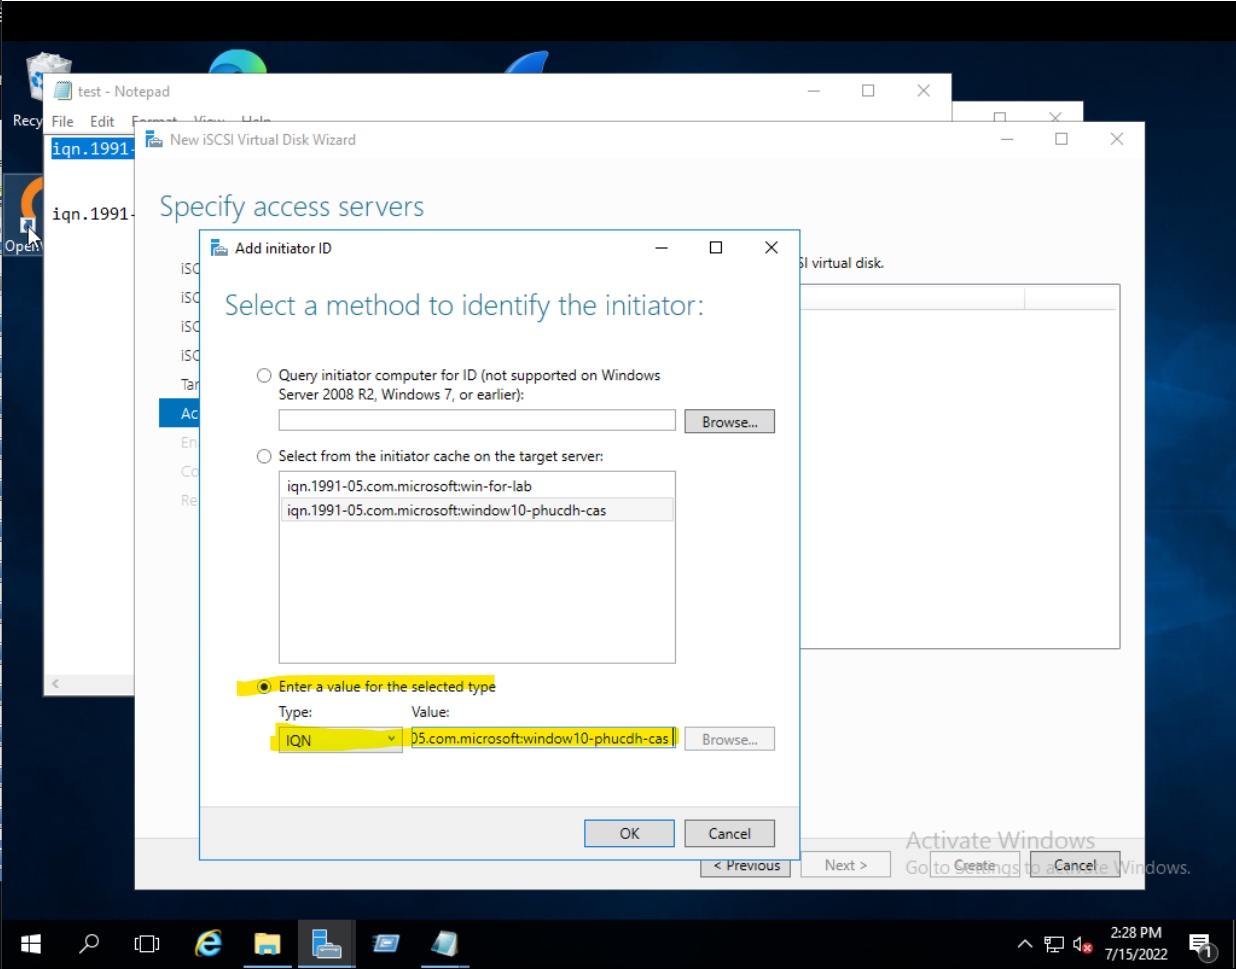 Recy
test - Notepad
File Edit Format View Help
iqn.1991-
iqn.1991-
Open
New iSCSI Virtual Disk Wizard
Specify access servers
SI virtual disk.
iSC
iSC
iSC
iSC
Tar
Ac
En
Co
Re
Add initiator ID
Select a method to identify the initiator:
Query initiator computer for ID (not supported on Windows
Server 2008 R2, Windows 7, or earlier):
Browse...
Select from the initiator cache on the target server:
iqn.1991-05.com.microsoft:win-for-lab
iqn.1991-05.com.microsoft:window10-phucdh-cas
Enter a value for the selected type
Type: Value:
IQN 05.com.microsoft:window10-phucdh-cas Browse...
OK Cancel
< Previous Next > Create Cancel
Activate Windows
Go to Settings to activate Windows.
2:28 PM
7/15/2022
1